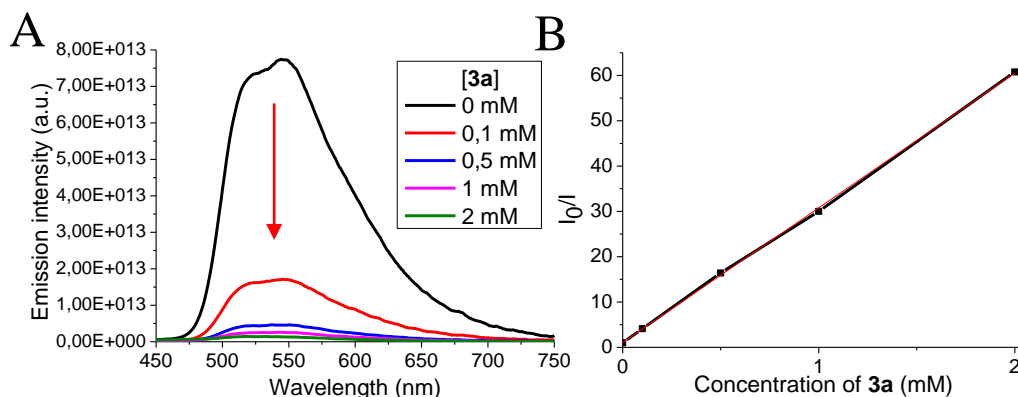 A
8,00E+013
7,00E+013
6,00E+013
5,00E+013
4,00E+013
3,00E+013
2,00E+013
1,00E+013
0,00E+000
Emission intensity (a.u.)
450 500 550 600 650 700 750
Wavelength (nm)
[3a]
0 mM
0,1 mM
0,5 mM
1 mM
2 mM
B
60
50
40
30
20
10
0
I0/I
0 1 2
Concentration of 3a (mM)